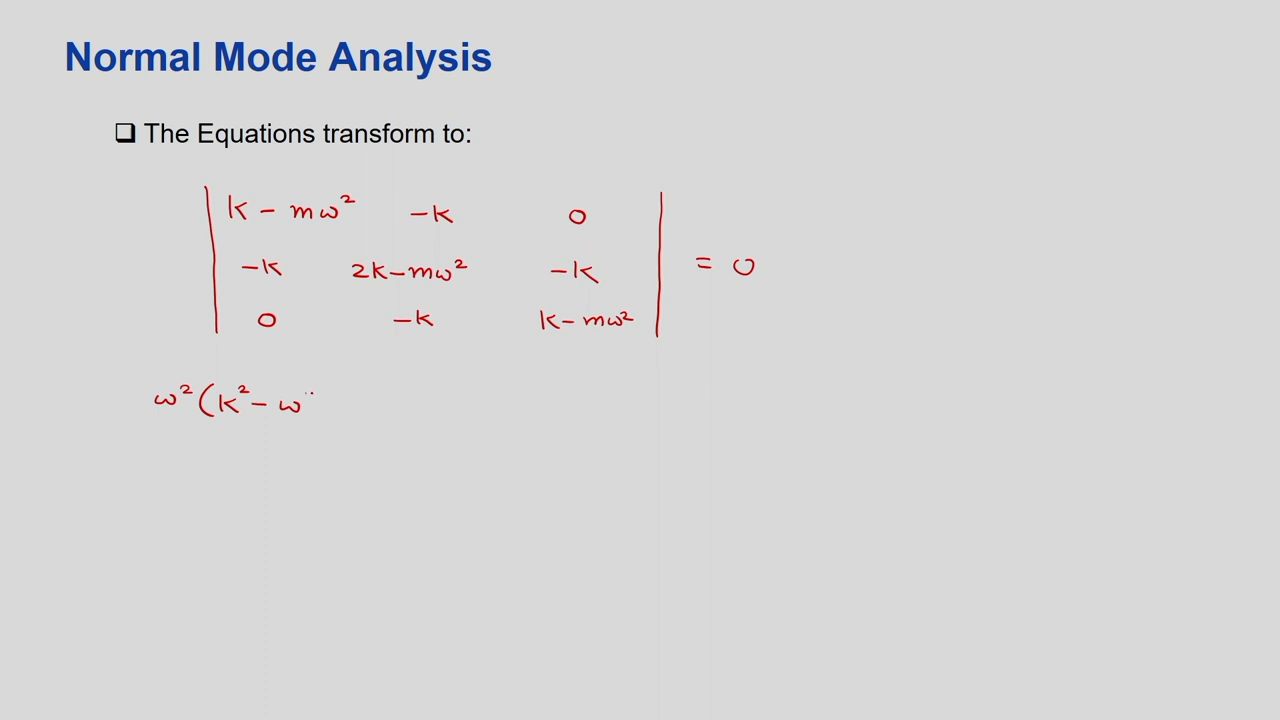 Normal Mode Analysis
❑ The Equations transform to:
| k - mω² -k 0 |
| -k 2k - mω² -k | = 0
| 0 -k k - mω² |
ω² (k² - ω